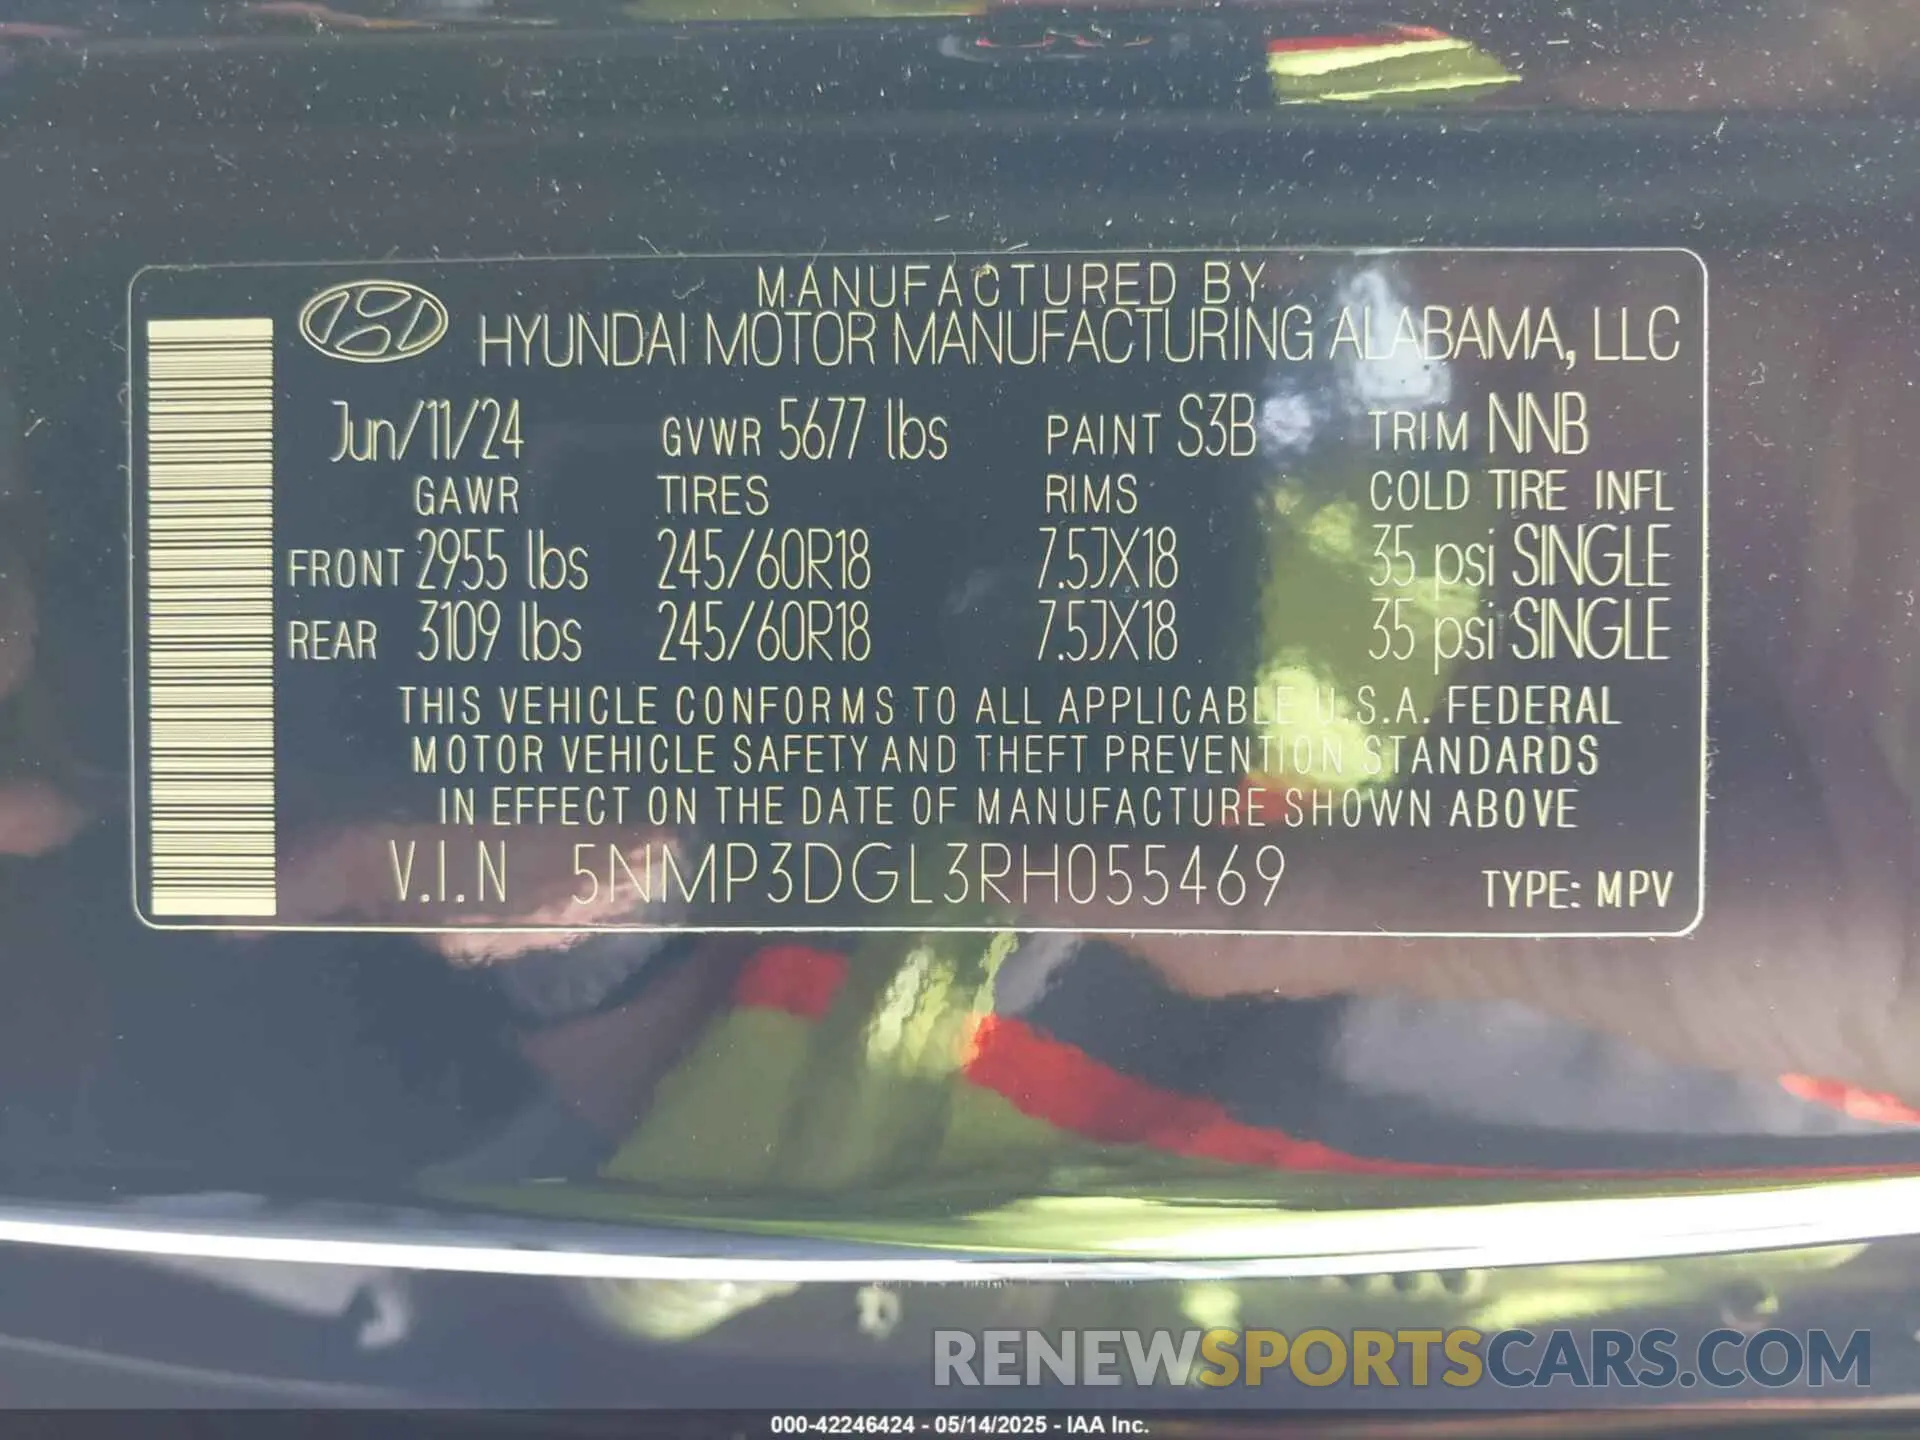 MANUFACTURED BY
HYUNDAI MOTOR MANUFACTURING ALABAMA, LLC
Jun/11/24 GVWR 5677 lbs PAINT S3B TRIM NNB
GAWR TIRES RIMS COLD TIRE INFL
FRONT 2955 lbs 245/60R18 7.5JX18 35 psi SINGLE
REAR 3109 lbs 245/60R18 7.5JX18 35 psi SINGLE
THIS VEHICLE CONFORMS TO ALL APPLICABLE U.S.A. FEDERAL
MOTOR VEHICLE SAFETY AND THEFT PREVENTION STANDARDS
IN EFFECT ON THE DATE OF MANUFACTURE SHOWN ABOVE
V.I.N 5NMP3DGL3RH055469 TYPE: MPV
RENEWSPORTSCARS.COM
000-42246424 - 05/14/2025 - IAA Inc.